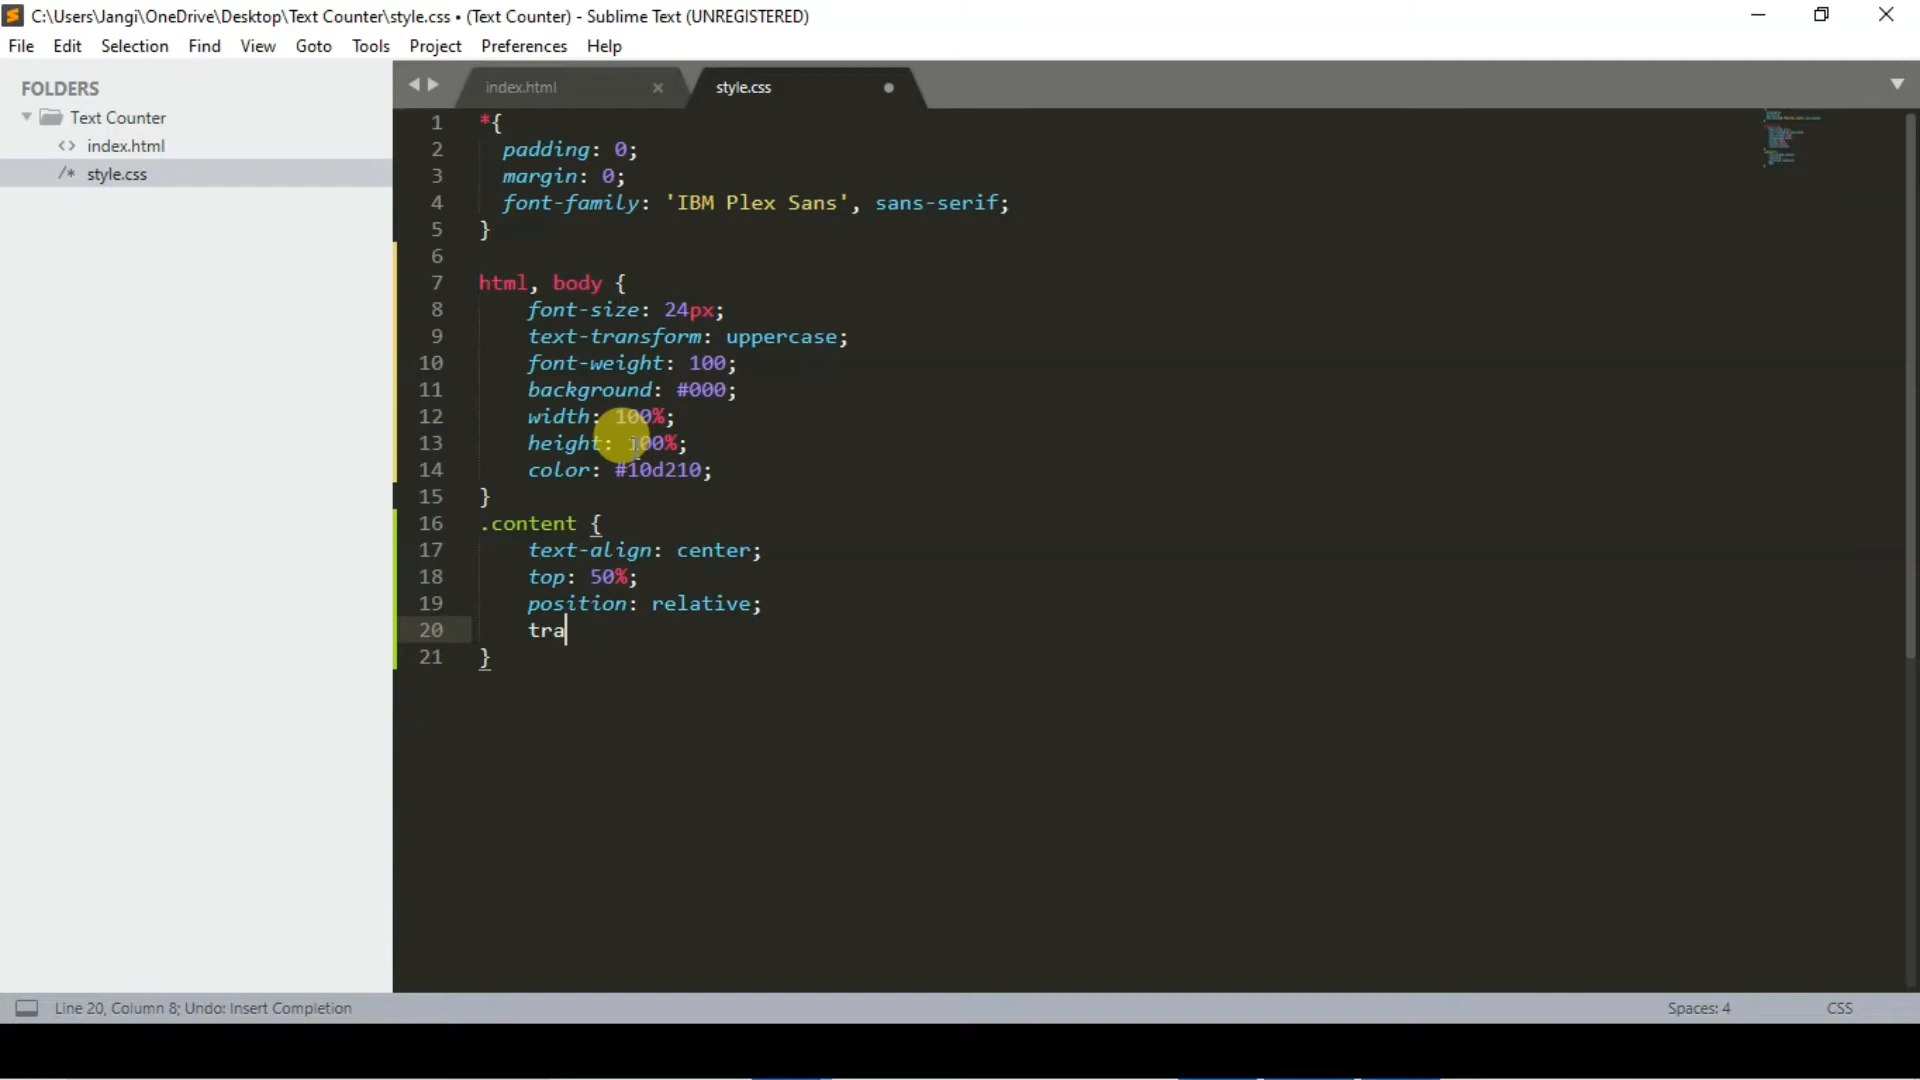 C:\Users\Jangi\OneDrive\Desktop\Text Counter\style.css • (Text Counter) - Sublime Text (UNREGISTERED)
File Edit Selection Find View Goto Tools Project Preferences Help
FOLDERS
Text Counter
<> index.html
/* style.css
index.html
style.css
1 *{
2 padding: 0;
3 margin: 0;
4 font-family: 'IBM Plex Sans', sans-serif;
5 }
6
7 html, body {
8 font-size: 24px;
9 text-transform: uppercase;
10 font-weight: 100;
11 background: #000;
12 width: 100%;
13 height: 100%;
14 color: #10d210;
15 }
16 .content {
17 text-align: center;
18 top: 50%;
19 position: relative;
20 tra
21 }
Line 20, Column 8; Undo: Insert Completion
Spaces: 4
CSS